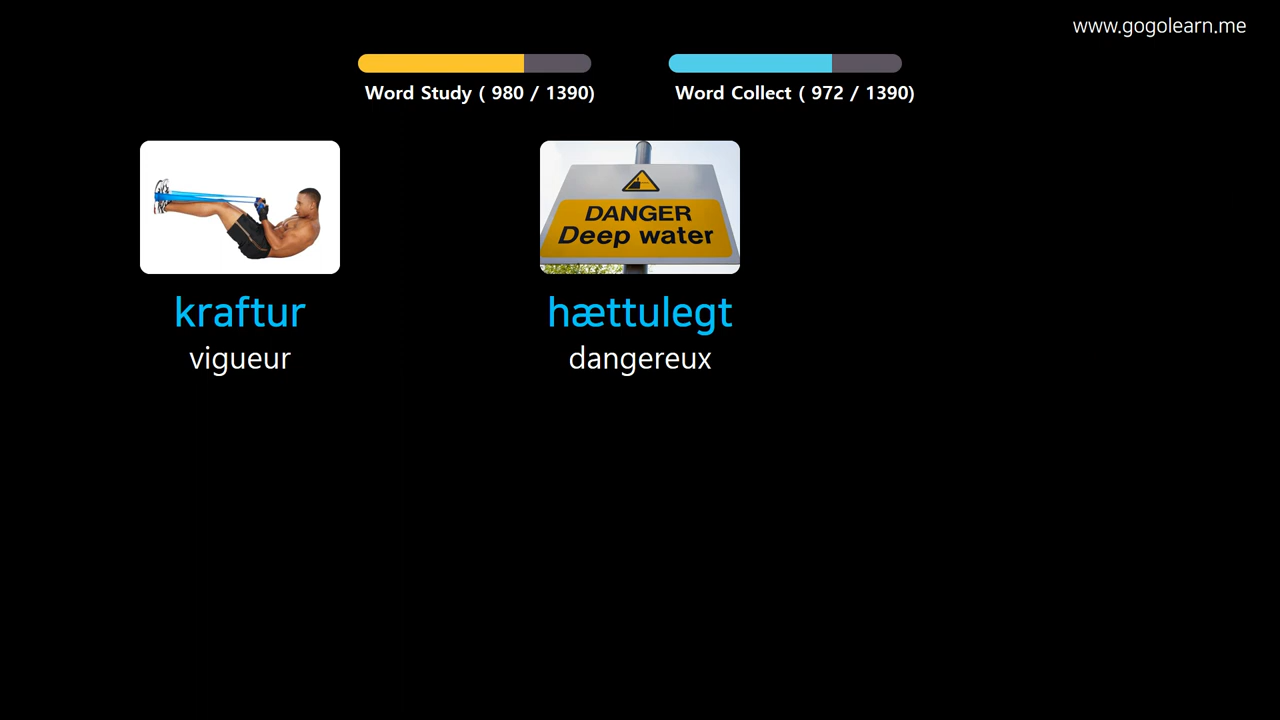 www.gogolearn.me
Word Study ( 980 / 1390)
Word Collect ( 972 / 1390)
DANGER
Deep water
kraftur
hættulegt
vigueur
dangereux